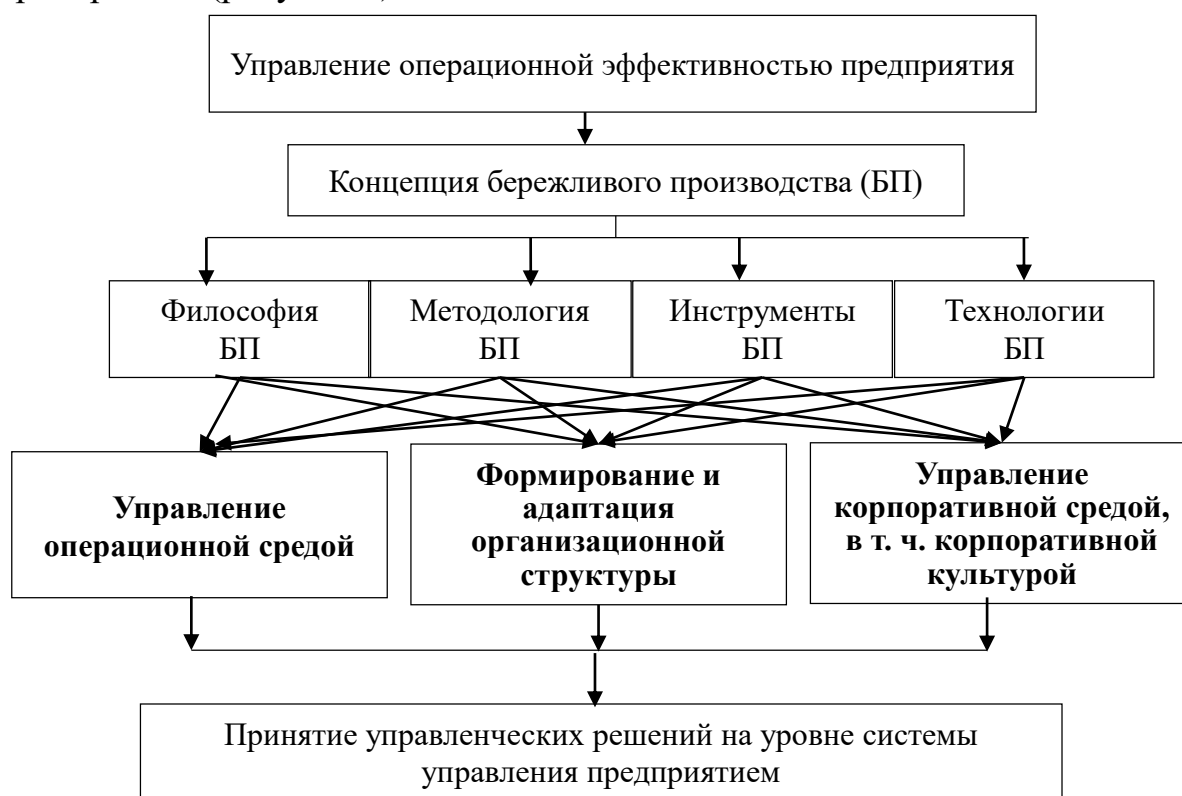 Управление операционной эффективностью предприятия
Концепция бережливого производства (БП)
Философия
БП
Методология
БП
Инструменты
БП
Технологии
БП
Управление
операционной средой
Формирование и
адаптация
организационной
структуры
Управление
корпоративной средой,
в т. ч. корпоративной
культурой
Принятие управленческих решений на уровне системы
управления предприятием